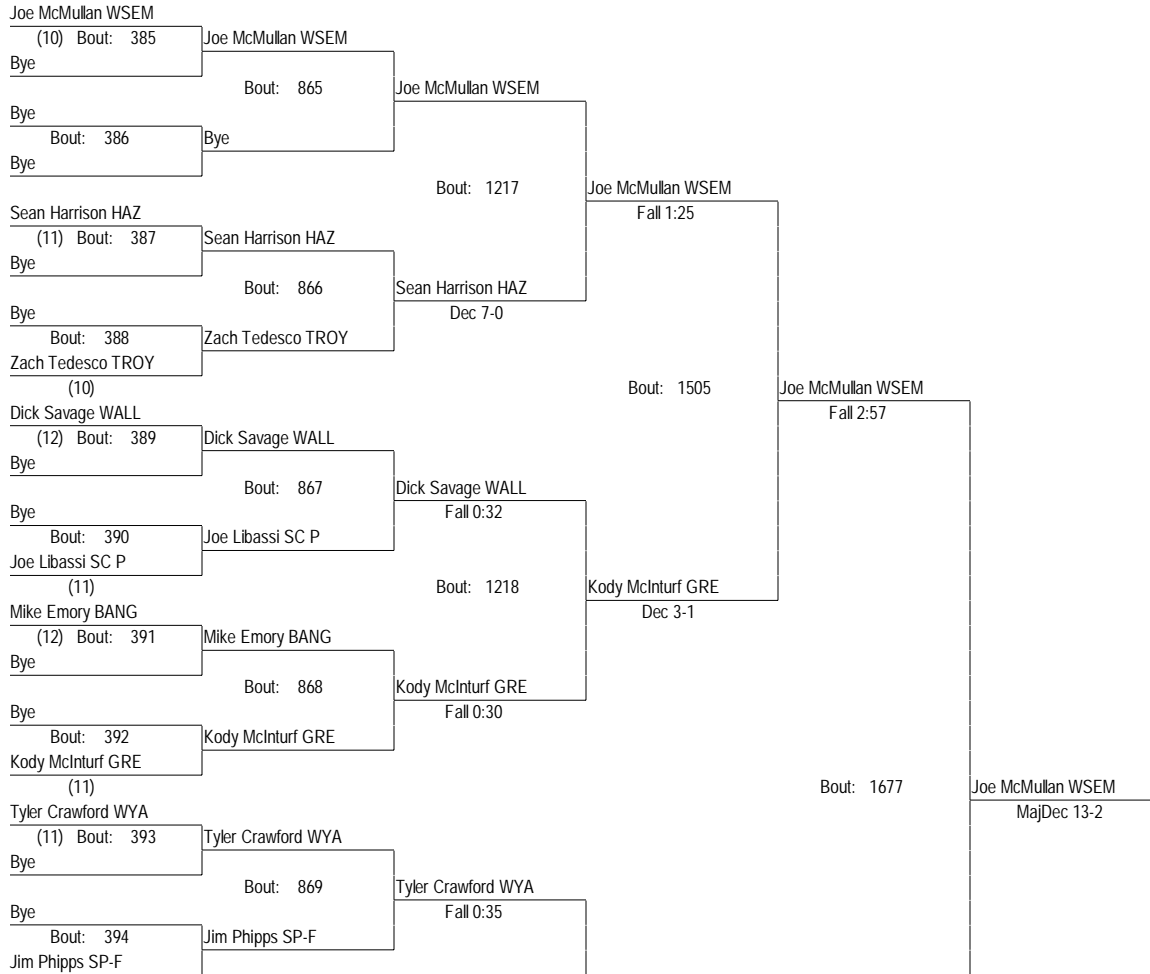 Joe McMullan WSEM
(10) Bout: 385 Joe McMullan WSEM
Bye
Bout: 865 Joe McMullan WSEM
Bye
Bout: 386 Bye
Bye
Bout: 1217 Joe McMullan WSEM
Sean Harrison HAZ Fall 1:25
(11) Bout: 387 Sean Harrison HAZ
Bye
Bout: 866 Sean Harrison HAZ
Bye Dec 7-0
Bout: 388 Zach Tedesco TROY
Zach Tedesco TROY
(10) Bout: 1505 Joe McMullan WSEM
Dick Savage WALL Fall 2:57
(12) Bout: 389 Dick Savage WALL
Bye
Bout: 867 Dick Savage WALL
Bye Fall 0:32
Bout: 390 Joe Libassi SC P
Joe Libassi SC P
(11) Bout: 1218 Kody McInturf GRE
Mike Emory BANG Dec 3-1
(12) Bout: 391 Mike Emory BANG
Bye
Bout: 868 Kody McInturf GRE
Bye Fall 0:30
Bout: 392 Kody McInturf GRE
Kody McInturf GRE
(11) Bout: 1677 Joe McMullan WSEM
Tyler Crawford WYA MajDec 13-2
(11) Bout: 393 Tyler Crawford WYA
Bye
Bout: 869 Tyler Crawford WYA
Bye Fall 0:35
Bout: 394 Jim Phipps SP-F
Jim Phipps SP-F